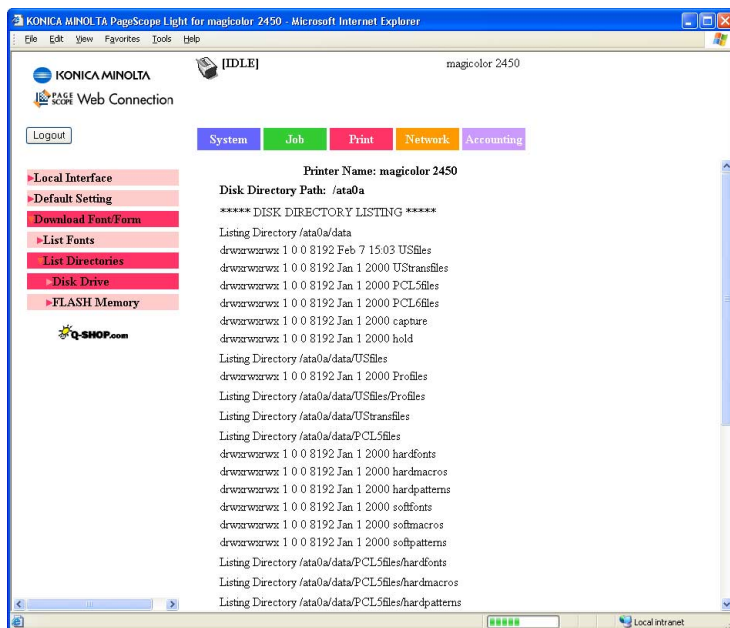 KONICA MINOLTA PageScope Light for magicolor 2450 - Microsoft Internet Explorer
File Edit View Favorites Tools Help
KONICA MINOLTA
PAGE SCOPE Web Connection
[IDLE]
magicolor 2450
Logout
System Job Print Network Accounting
Local Interface
Default Setting
Download Font/Form
List Fonts
List Directories
Disk Drive
FLASH Memory
Q-SHOP.com
Printer Name: magicolor 2450
Disk Directory Path: /ata0a
***** DISK DIRECTORY LISTING *****
Listing Directory /ata0a/data
drwxrwxrwx 1 0 0 8192 Feb 7 15:03 USfiles
drwxrwxrwx 1 0 0 8192 Jan 1 2000 UStransfiles
drwxrwxrwx 1 0 0 8192 Jan 1 2000 PCL5files
drwxrwxrwx 1 0 0 8192 Jan 1 2000 PCL6files
drwxrwxrwx 1 0 0 8192 Jan 1 2000 capture
drwxrwxrwx 1 0 0 8192 Jan 1 2000 hold
Listing Directory /ata0a/data/USfiles
drwxrwxrwx 1 0 0 8192 Jan 1 2000 Profiles
Listing Directory /ata0a/data/USfiles/Profiles
Listing Directory /ata0a/data/UStransfiles
Listing Directory /ata0a/data/PCL5files
drwxrwxrwx 1 0 0 8192 Jan 1 2000 hardfonts
drwxrwxrwx 1 0 0 8192 Jan 1 2000 hardmacros
drwxrwxrwx 1 0 0 8192 Jan 1 2000 hardpatterns
drwxrwxrwx 1 0 0 8192 Jan 1 2000 softfonts
drwxrwxrwx 1 0 0 8192 Jan 1 2000 softmacros
drwxrwxrwx 1 0 0 8192 Jan 1 2000 softpatterns
Listing Directory /ata0a/data/PCL5files/hardfonts
Listing Directory /ata0a/data/PCL5files/hardmacros
Listing Directory /ata0a/data/PCL5files/hardpatterns
Local intranet